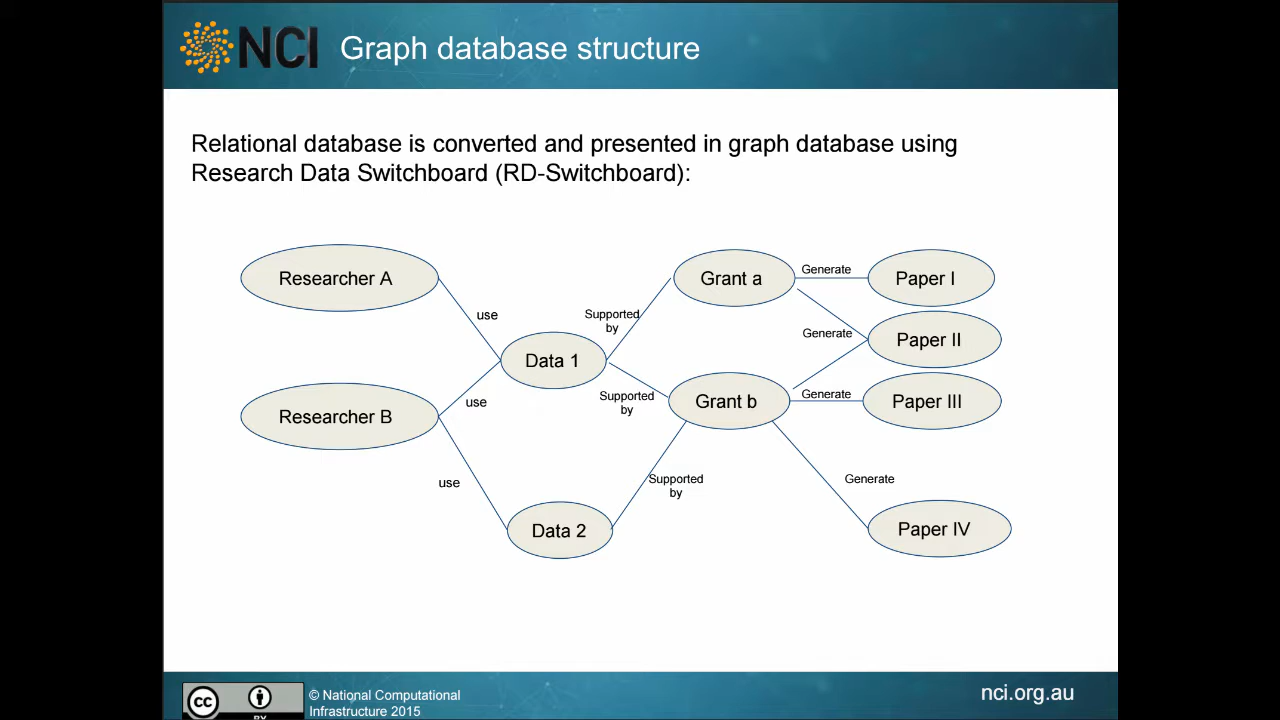 NCI Graph database structure
Relational database is converted and presented in graph database using
Research Data Switchboard (RD-Switchboard):
Researcher A
Grant a
Generate
Paper I
use
Supported
by
Generate
Paper II
Data 1
Researcher B
use
Supported
by
Grant b
Generate
Paper III
use
Supported
by
Generate
Data 2
Paper IV
cc
BY
© National Computational
Infrastructure 2015
nci.org.au